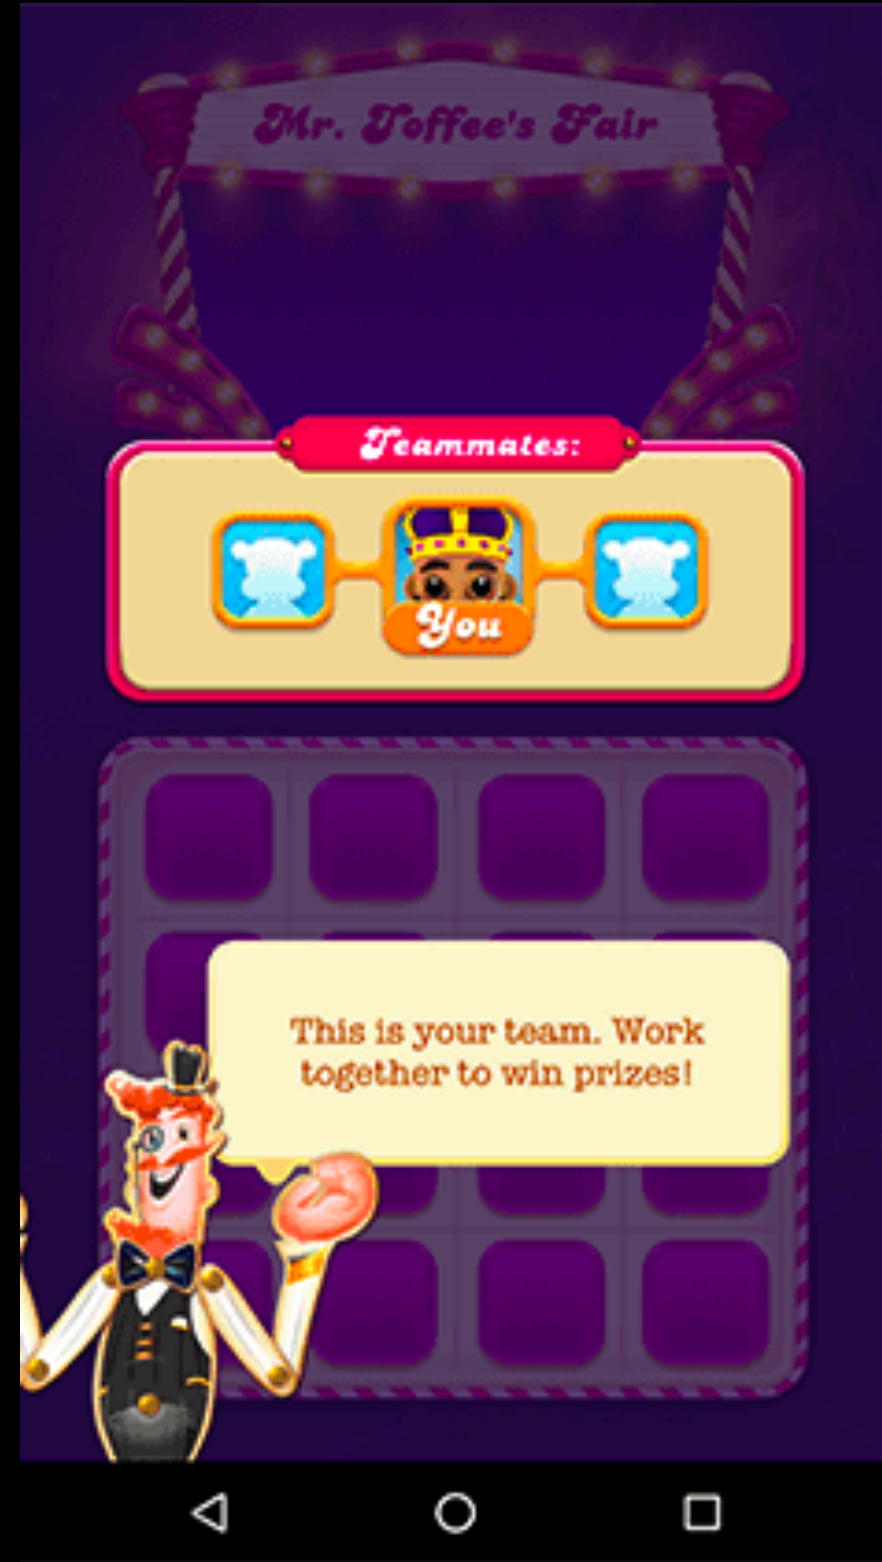 Mr. Toffee's Fair
Teammates:
You
This is your team. Work
together to win prizes!